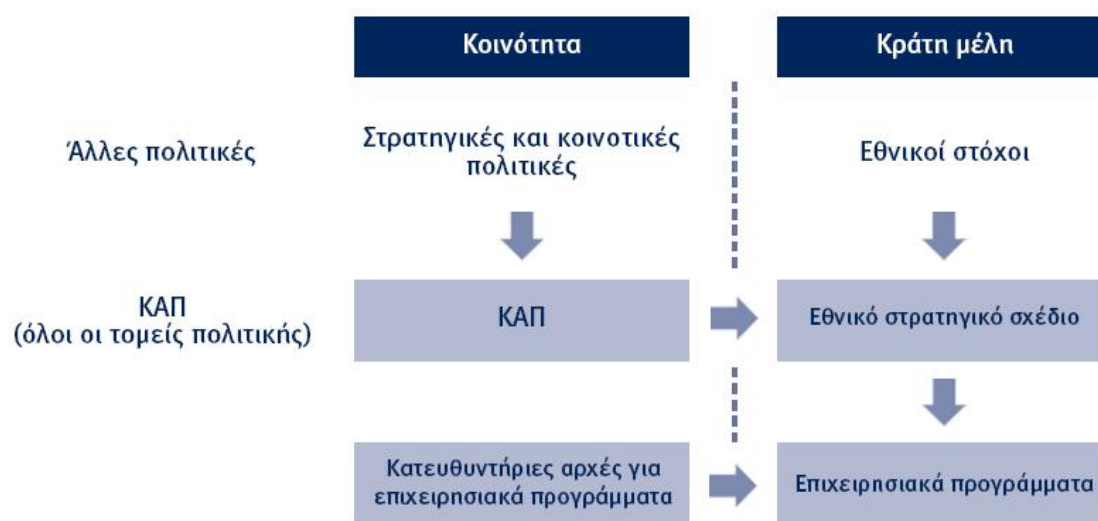 Κοινότητα
Κράτη μέλη
Άλλες πολιτικές
Στρατηγικές και κοινοτικές
πολιτικές
Εθνικοί στόχοι
ΚΑΠ
(όλοι οι τομείς πολιτικής)
ΚΑΠ
Εθνικό στρατηγικό σχέδιο
Κατευθυντήριες αρχές για
επιχειρησιακά προγράμματα
Επιχειρησιακά προγράμματα